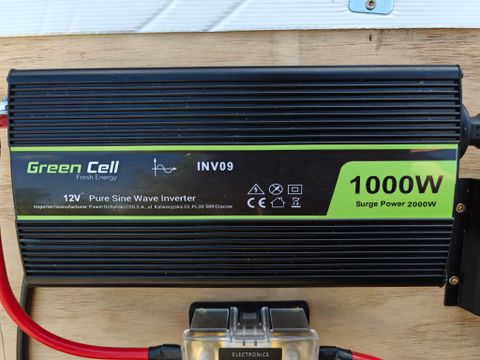 Green Cell
Fresh Energy
INV09
12V Pure Sine Wave Inverter
CE
1000W
Surge Power 2000W
ELECTRONICS